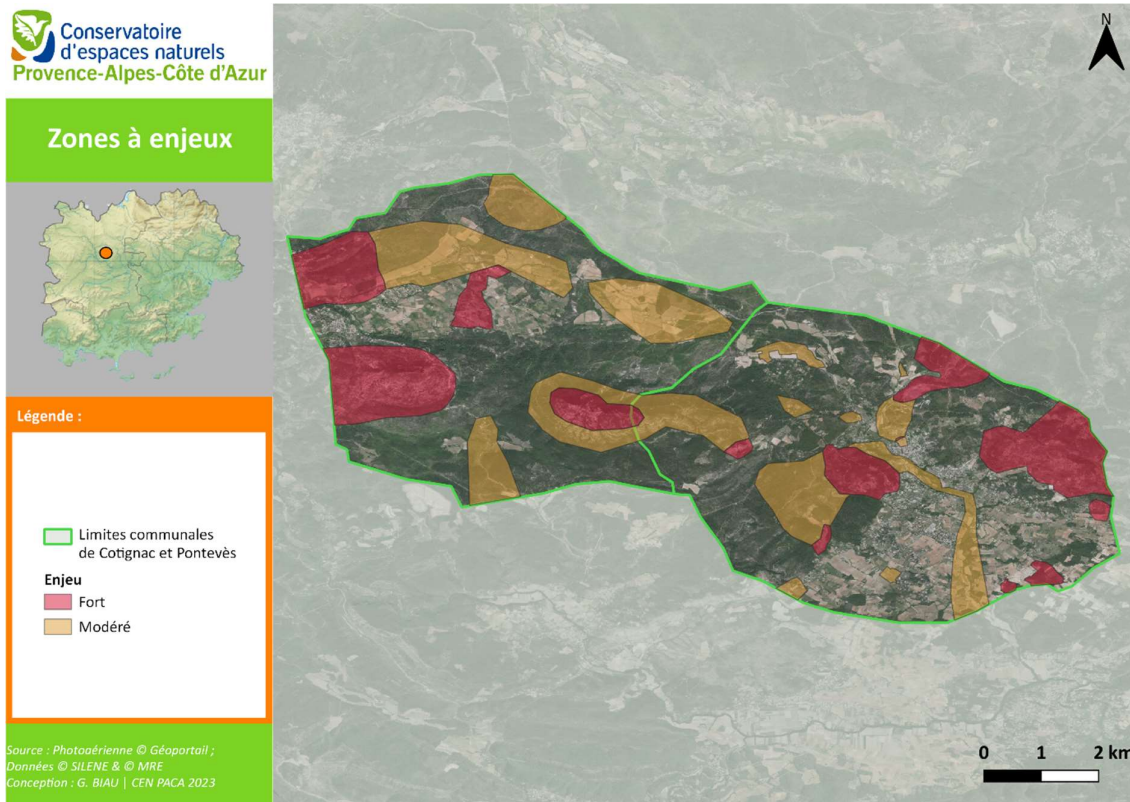 Conservatoire
d'espaces naturels
Provence-Alpes-Côte d'Azur
Zones à enjeux
Légende :
Limites communales
de Cotignac et Pontevès
Enjeu
Fort
Modéré
Source : Photoaérienne © Géoportail ;
Données © SILENE & © MRE
Conception : G. BIAU | CEN PACA 2023
N
0 1 2 km